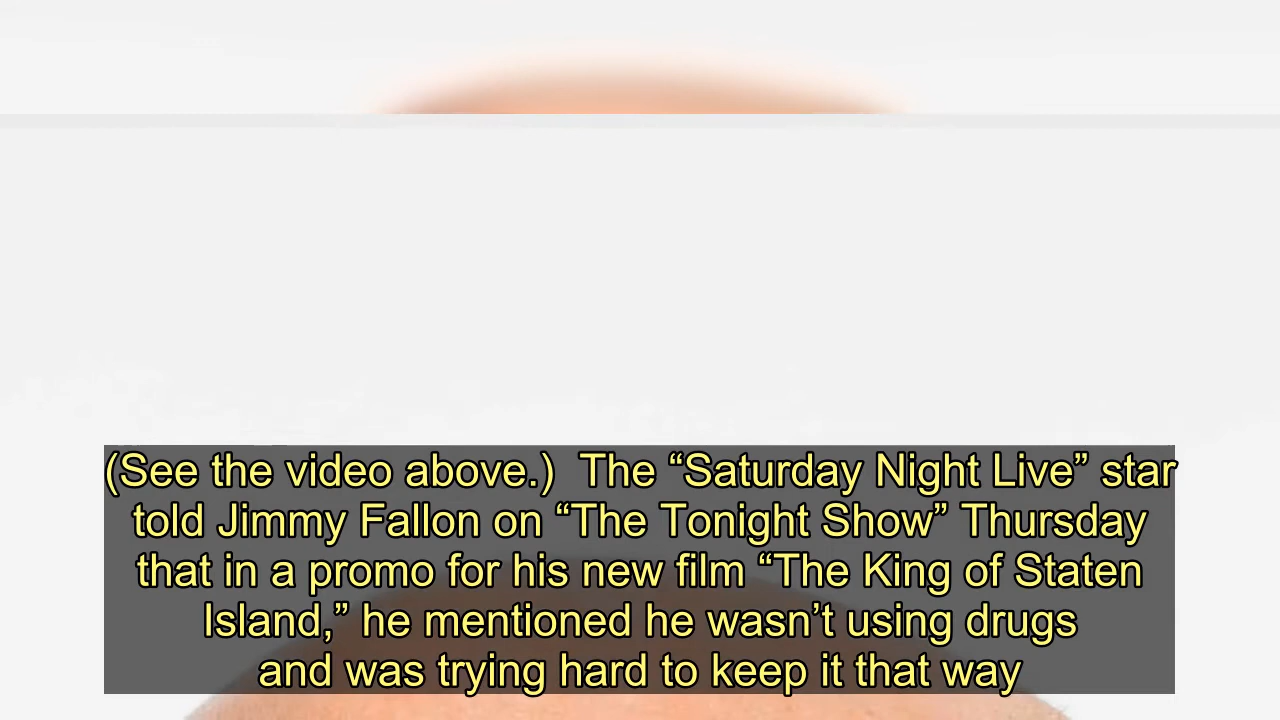 (See the video above.)  The “Saturday Night Live” star
told Jimmy Fallon on “The Tonight Show” Thursday
that in a promo for his new film “The King of Staten
Island,” he mentioned he wasn’t using drugs
and was trying hard to keep it that way